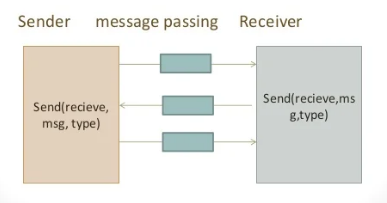 Sender message passing Receiver
Send(recieve,
msg, type)
Send(recieve,ms
g,type)